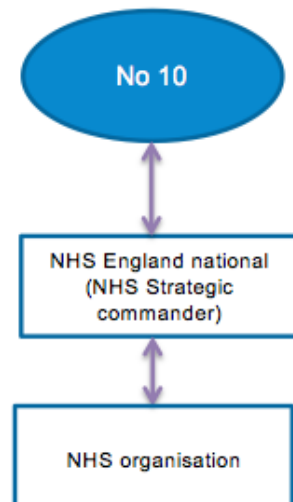 No 10
NHS England national
(NHS Strategic
commander)
NHS organisation